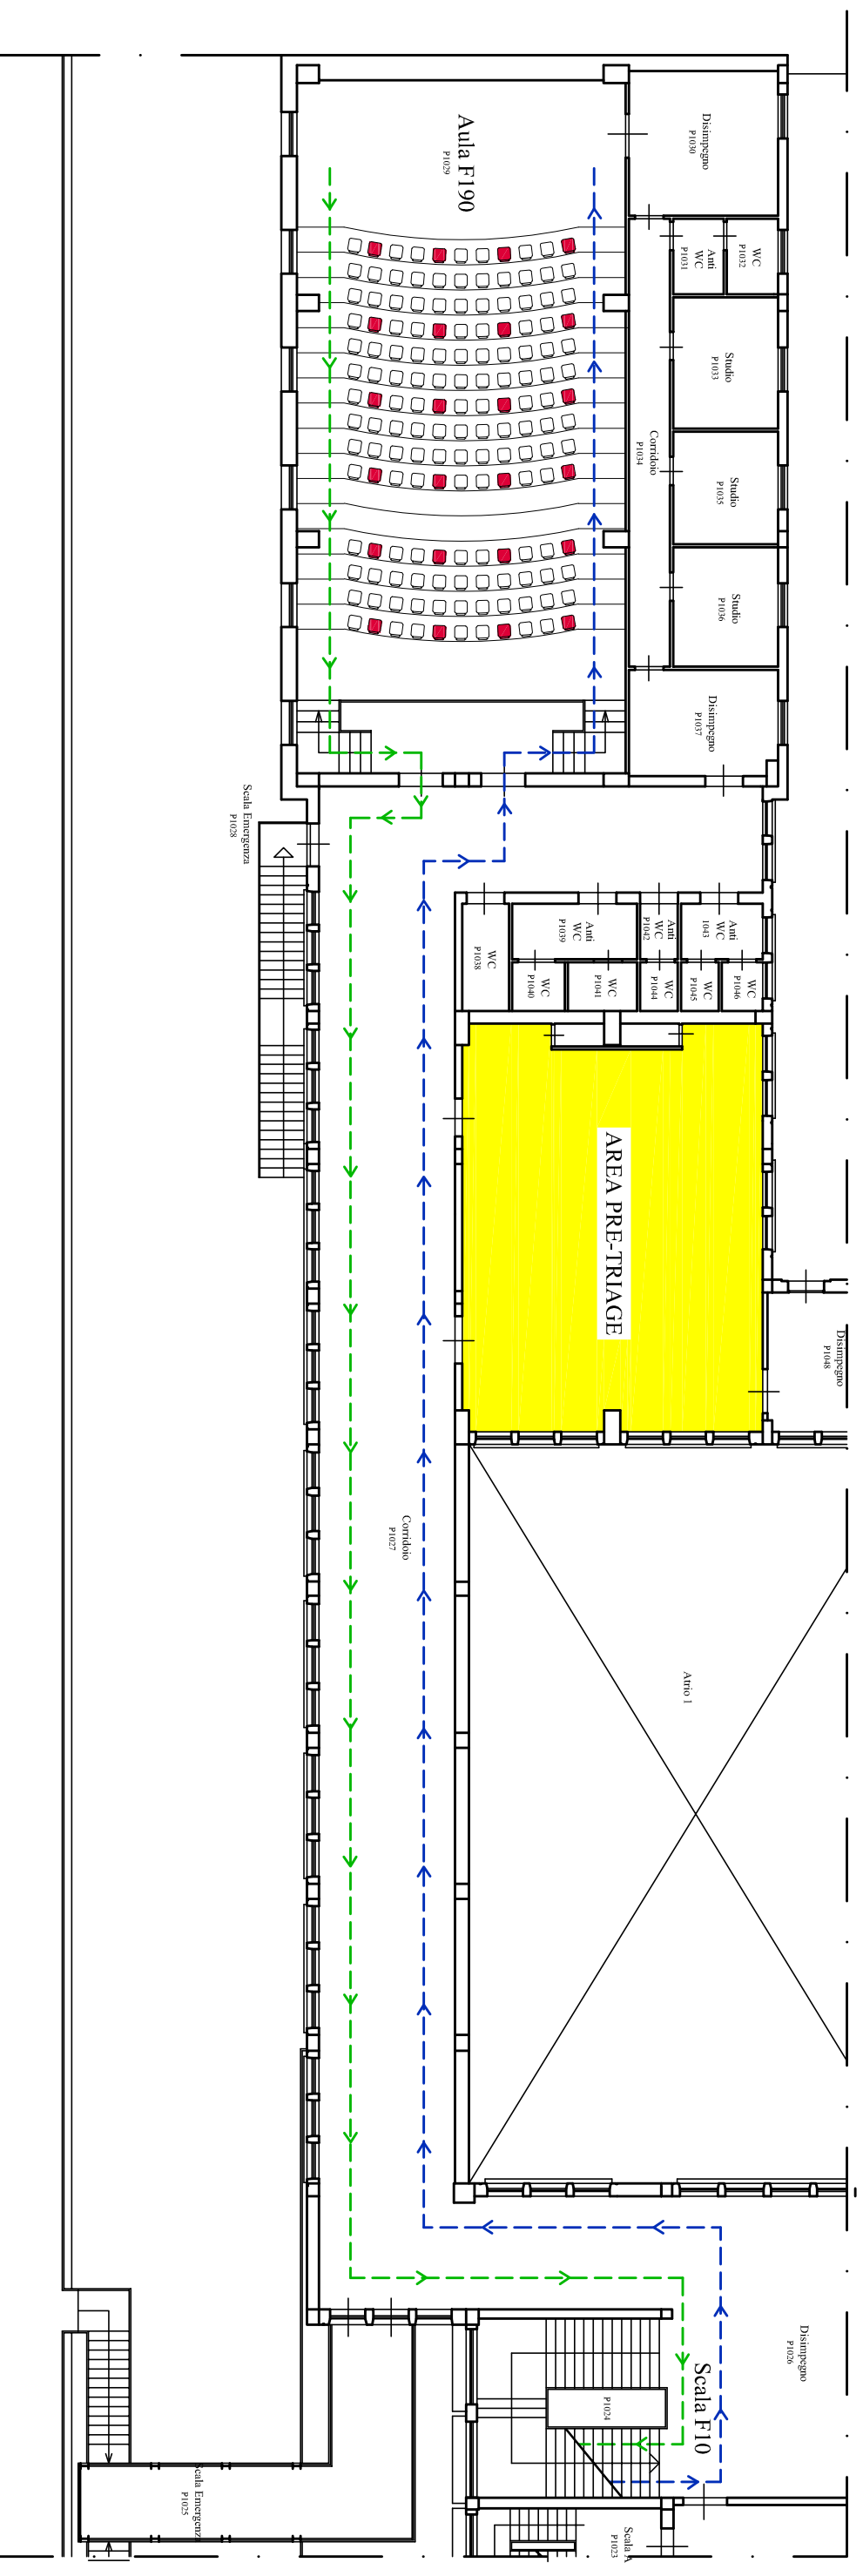 Aula F190
P1029
Disimpegno
P1030
WC
P1032
Anti
WC
P1031
Studio
P1033
Corridoio
P1034
Studio
P1035
Studio
P1036
Disimpegno
P1037
Scala Emergenza
P1028
WC
P1038
Anti
WC
P1039
Anti
WC
P1042
Anti
WC
1043
WC
P1040
WC
P1041
WC
P1044
WC
P1045
WC
P1046
AREA PRE-TRIAGE
Disimpegno
P1048
Corridoio
P1027
Atrio 1
Disimpegno
P1026
Scala F10
P1024
Scala Emergenza
P1025
Scala A
P1023